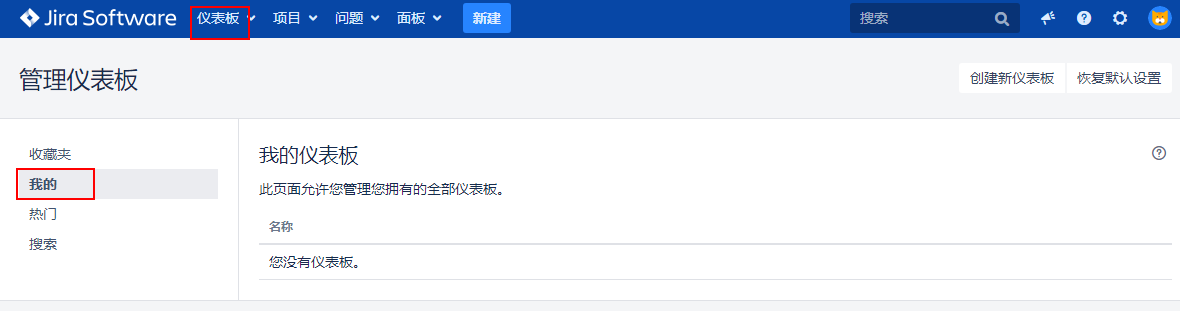 Jira Software 仪表板 项目 问题 面板 新建 搜索
管理仪表板 创建新仪表板 恢复默认设置
收藏夹
我的
热门
搜索
我的仪表板
此页面允许您管理您拥有的全部仪表板。
名称
您没有仪表板。